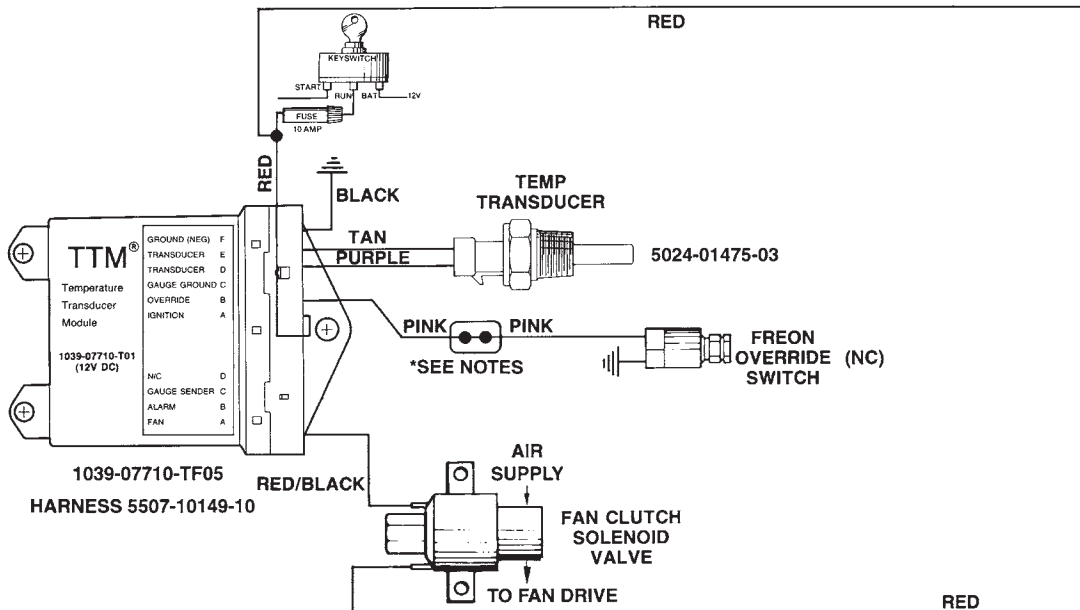 RED
KEYSWITCH
START
RUN
BAT
12V
FUSE
10 AMP
RED
BLACK
TEMP
TRANSDUCER
TAN
PURPLE
5024-01475-03
TTM®
Temperature
Transducer
Module
1039-07710-T01
(12V DC)
GROUND (NEG) F
TRANSDUCER E
TRANSDUCER D
GAUGE GROUND C
OVERRIDE B
IGNITION A
N/C D
GAUGE SENDER C
ALARM B
FAN A
PINK
PINK
*SEE NOTES
FREON
OVERRIDE (NC)
SWITCH
1039-07710-TF05
HARNESS 5507-10149-10
RED/BLACK
AIR
SUPPLY
FAN CLUTCH
SOLENOID
VALVE
TO FAN DRIVE
RED